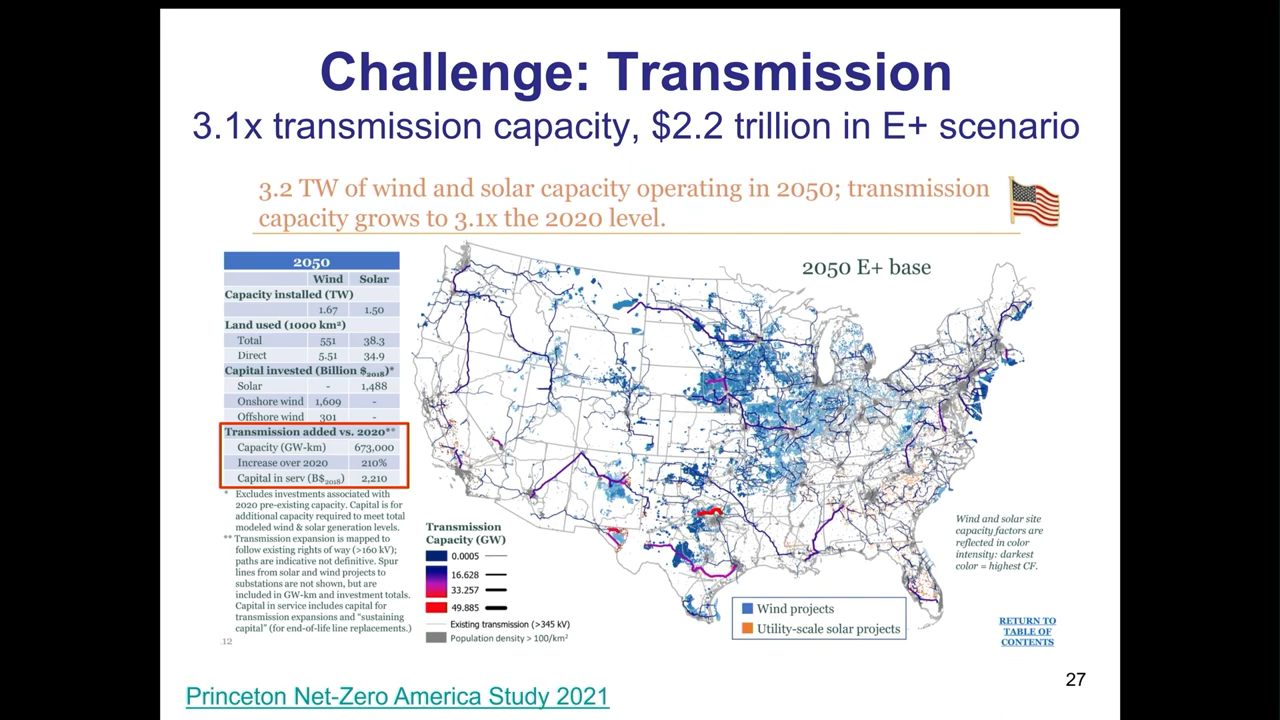 Challenge: Transmission
3.1x transmission capacity, $2.2 trillion in E+ scenario
3.2 TW of wind and solar capacity operating in 2050; transmission
capacity grows to 3.1x the 2020 level.
2050
Wind Solar
Capacity installed (TW)
1.67 1.50
Land used (1000 km²)
Total 551 38.3
Direct 5.51 34.9
Capital invested (Billion $2018)*
Solar - 1,488
Onshore wind 1,609 -
Offshore wind 301 -
Transmission added vs. 2020**
Capacity (GW-km) 673,000
Increase over 2020 210%
Capital in serv (B$2018) 2,210
* Excludes investments associated with
2020 pre-existing capacity. Capital is for
additional capacity required to meet total
modeled wind & solar generation levels.
** Transmission expansion is mapped to
follow existing rights of way (>160 kV);
paths are indicative not definitive. Spur
lines from solar and wind projects to
substations are not shown, but are
included in GW-km and investment totals.
Capital in service includes capital for
transmission expansions and “sustaining
capital” (for end-of-life line replacements.)
.12
2050 E+ base
Transmission
Capacity (GW)
0.0005
16.628
33.257
49.885
Existing transmission (>345 kV)
Population density > 100/km²
Wind projects
Utility-scale solar projects
Wind and solar site
capacity factors are
reflected in color
intensity: darkest
color = highest CF.
RETURN TO
TABLE OF
CONTENTS
27
Princeton Net-Zero America Study 2021